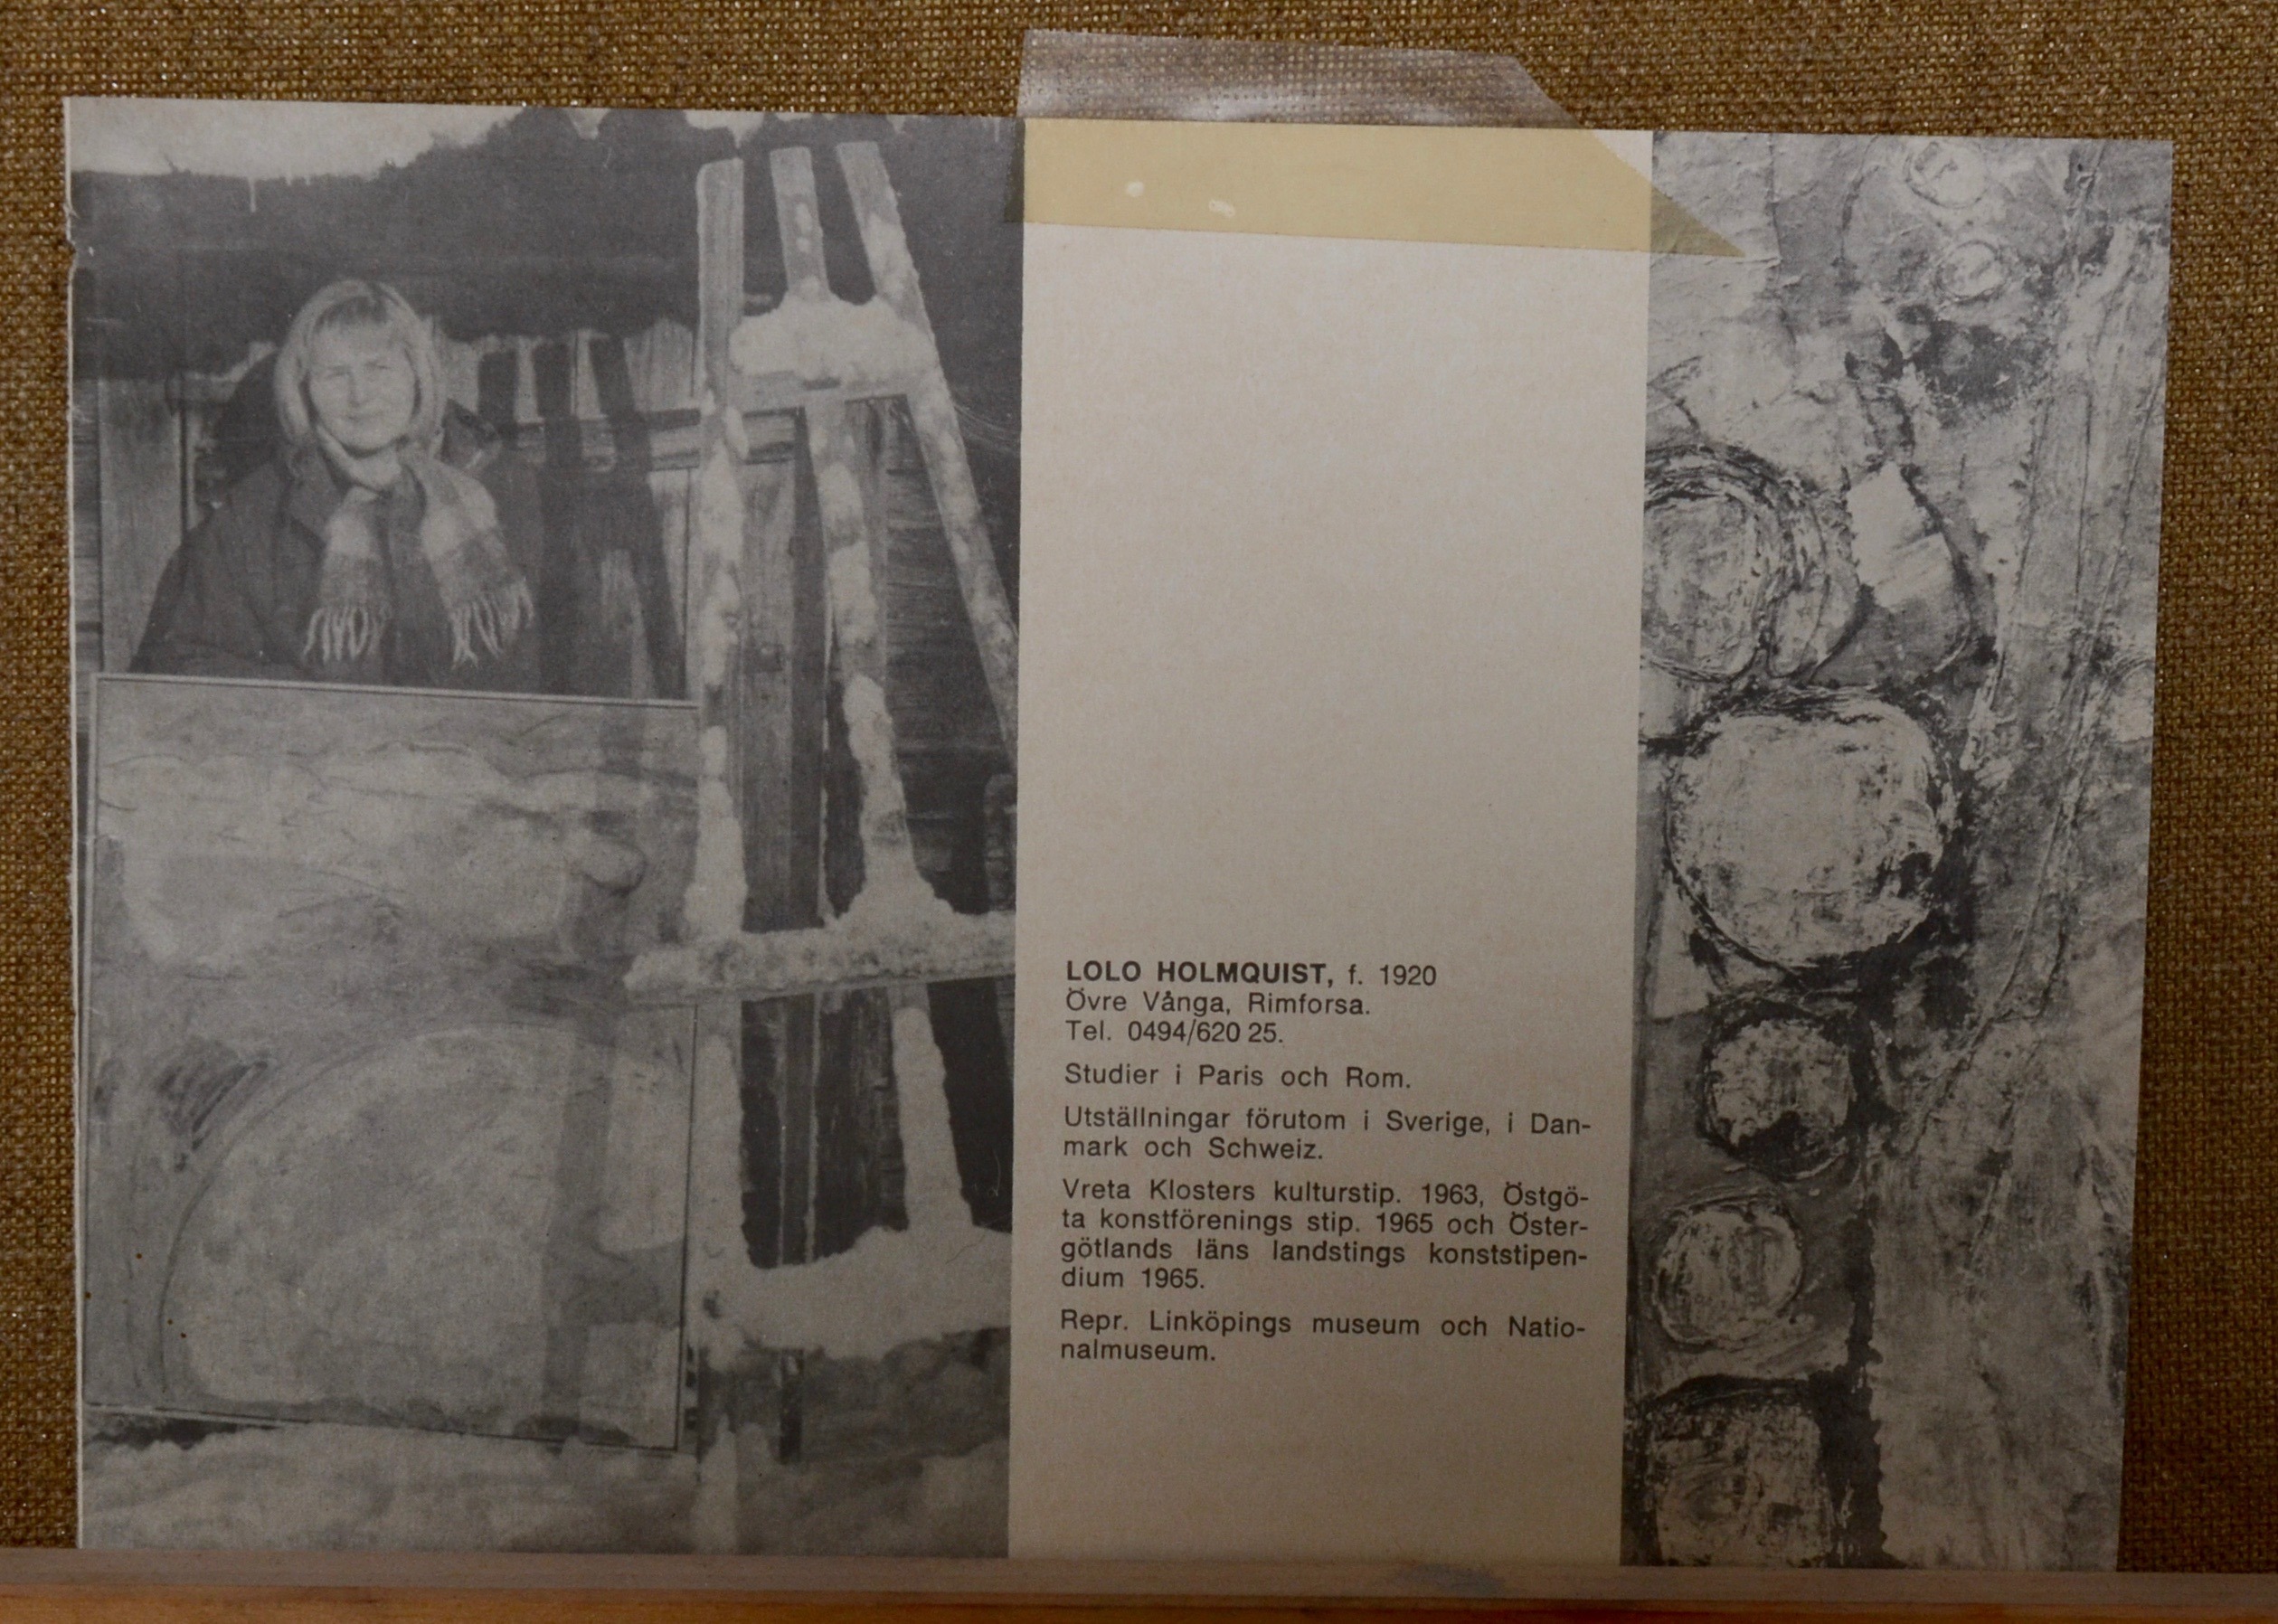 LOLO HOLMQUIST, f. 1920
Övre Vånga, Rimforsa.
Tel. 0494/620 25.
Studier i Paris och Rom.
Utställningar förutom i Sverige, i Dan-
mark och Schweiz.
Vreta Klosters kulturstip. 1963, Östgö-
ta konstförenings stip. 1965 och Öster-
götlands läns landstings konststipen-
dium 1965.
Repr. Linköpings museum och Natio-
nalmuseum.